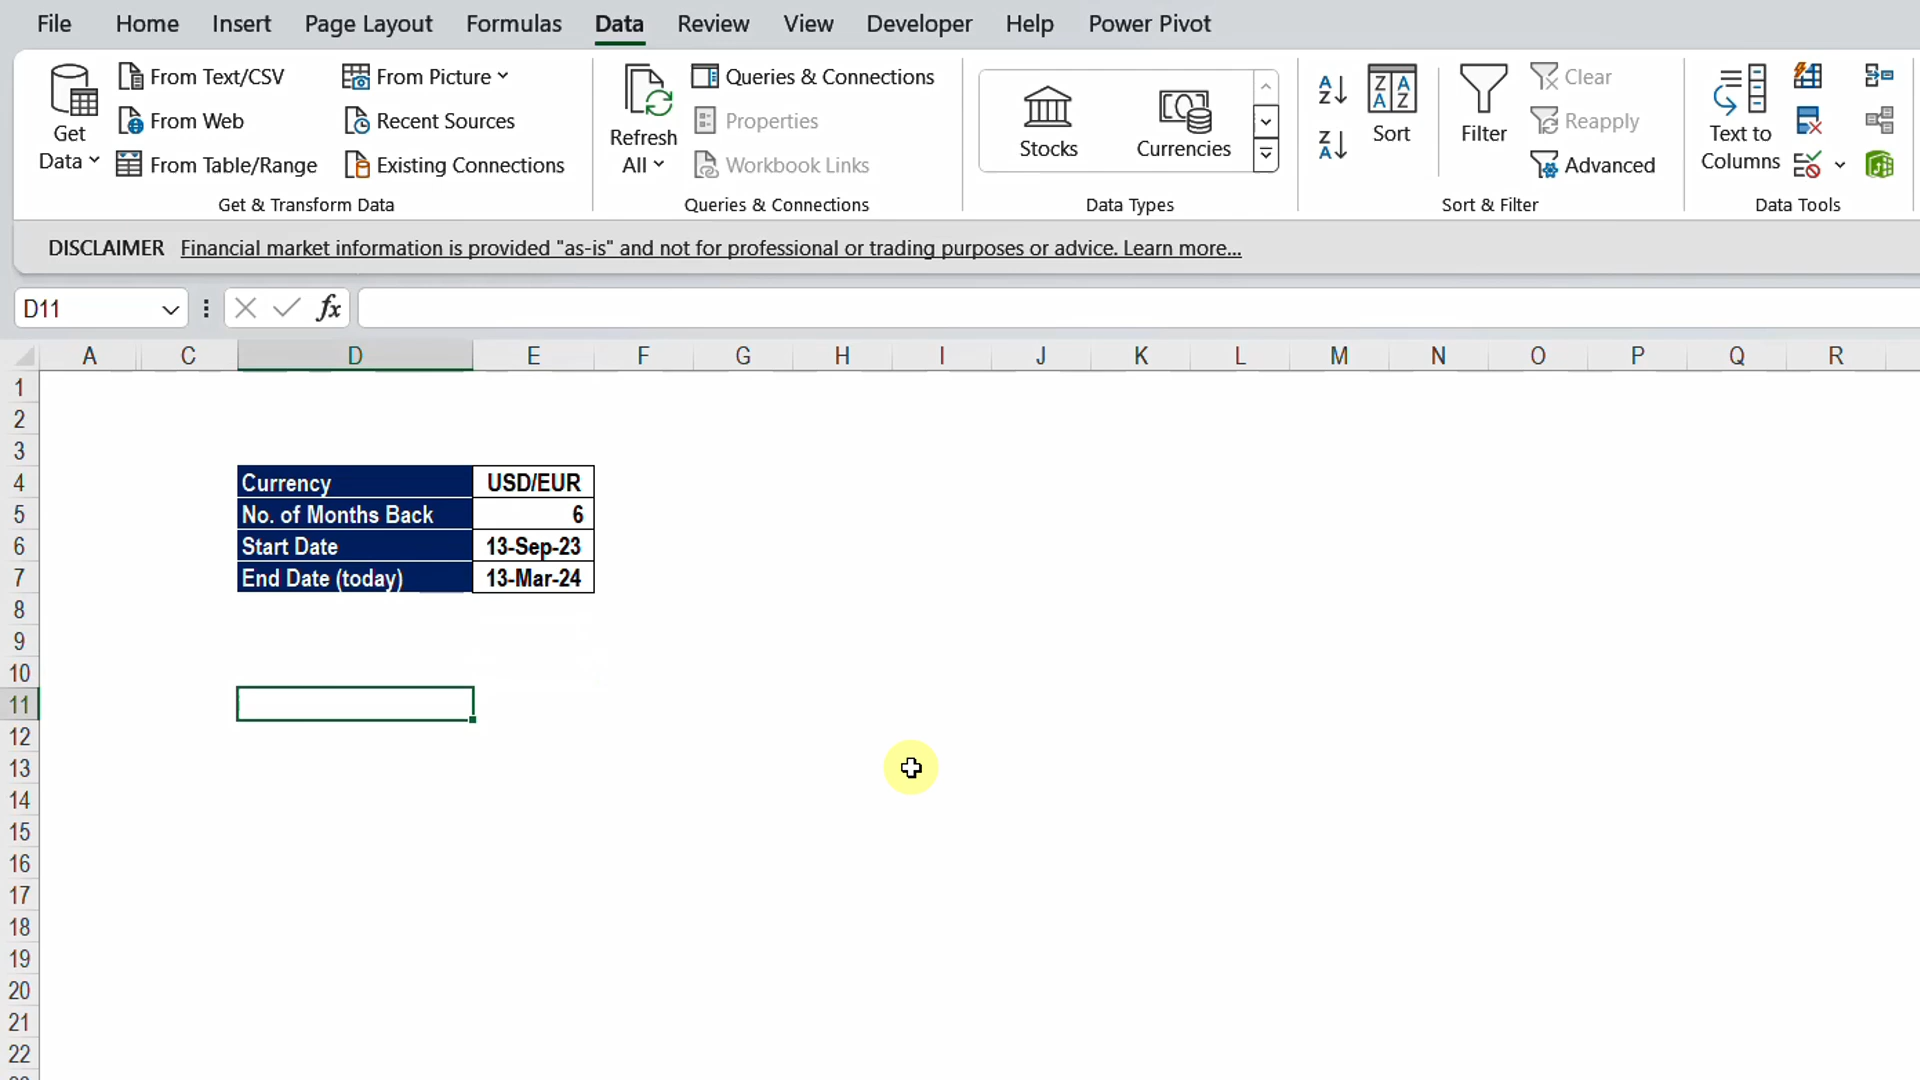 File Home Insert Page Layout Formulas Data Review View Developer Help Power Pivot
Get Data
From Text/CSV
From Web
From Table/Range
From Picture
Recent Sources
Existing Connections
Get & Transform Data
Refresh All
Queries & Connections
Properties
Workbook Links
Queries & Connections
Stocks
Currencies
Data Types
Sort
Filter
Clear
Reapply
Advanced
Sort & Filter
Text to Columns
Data Tools
DISCLAIMER Financial market information is provided "as-is" and not for professional or trading purposes or advice. Learn more...
D11 fx
A C D E F G H I J K L M N O P Q R
1
2
3
4 Currency USD/EUR
5 No. of Months Back 6
6 Start Date 13-Sep-23
7 End Date (today) 13-Mar-24
8
9
10
11
12
13
14
15
16
17
18
19
20
21
22